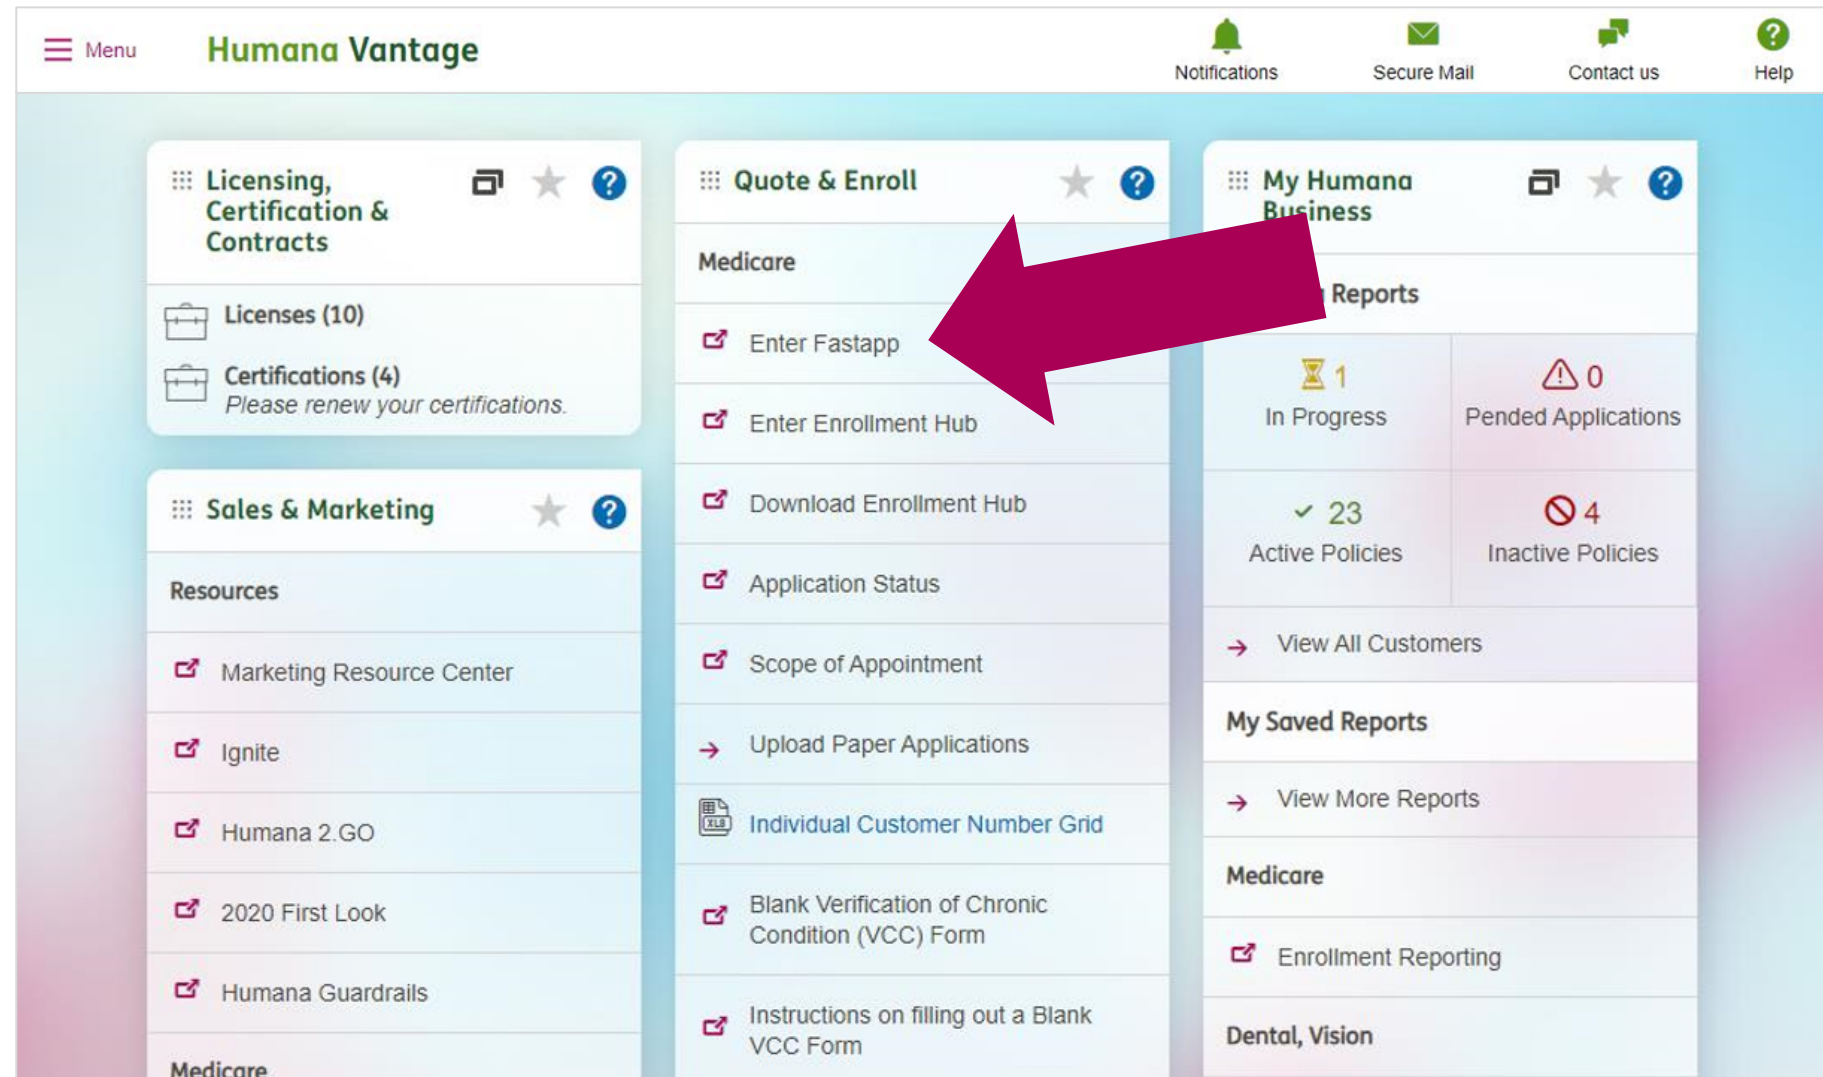 Menu
Humana Vantage
Notifications
Secure Mail
Contact us
Help
Licensing,
Certification &
Contracts
Licenses (10)
Certifications (4)
Please renew your certifications.
Sales & Marketing
Resources
Marketing Resource Center
Ignite
Humana 2.GO
2020 First Look
Humana Guardrails
Medicare
Quote & Enroll
Medicare
Enter Fastapp
Enter Enrollment Hub
Download Enrollment Hub
Application Status
Scope of Appointment
Upload Paper Applications
XLS
Individual Customer Number Grid
Blank Verification of Chronic
Condition (VCC) Form
Instructions on filling out a Blank
VCC Form
My Humana
Business
Reports
1
In Progress
0
Pended Applications
23
Active Policies
4
Inactive Policies
View All Customers
My Saved Reports
View More Reports
Medicare
Enrollment Reporting
Dental, Vision